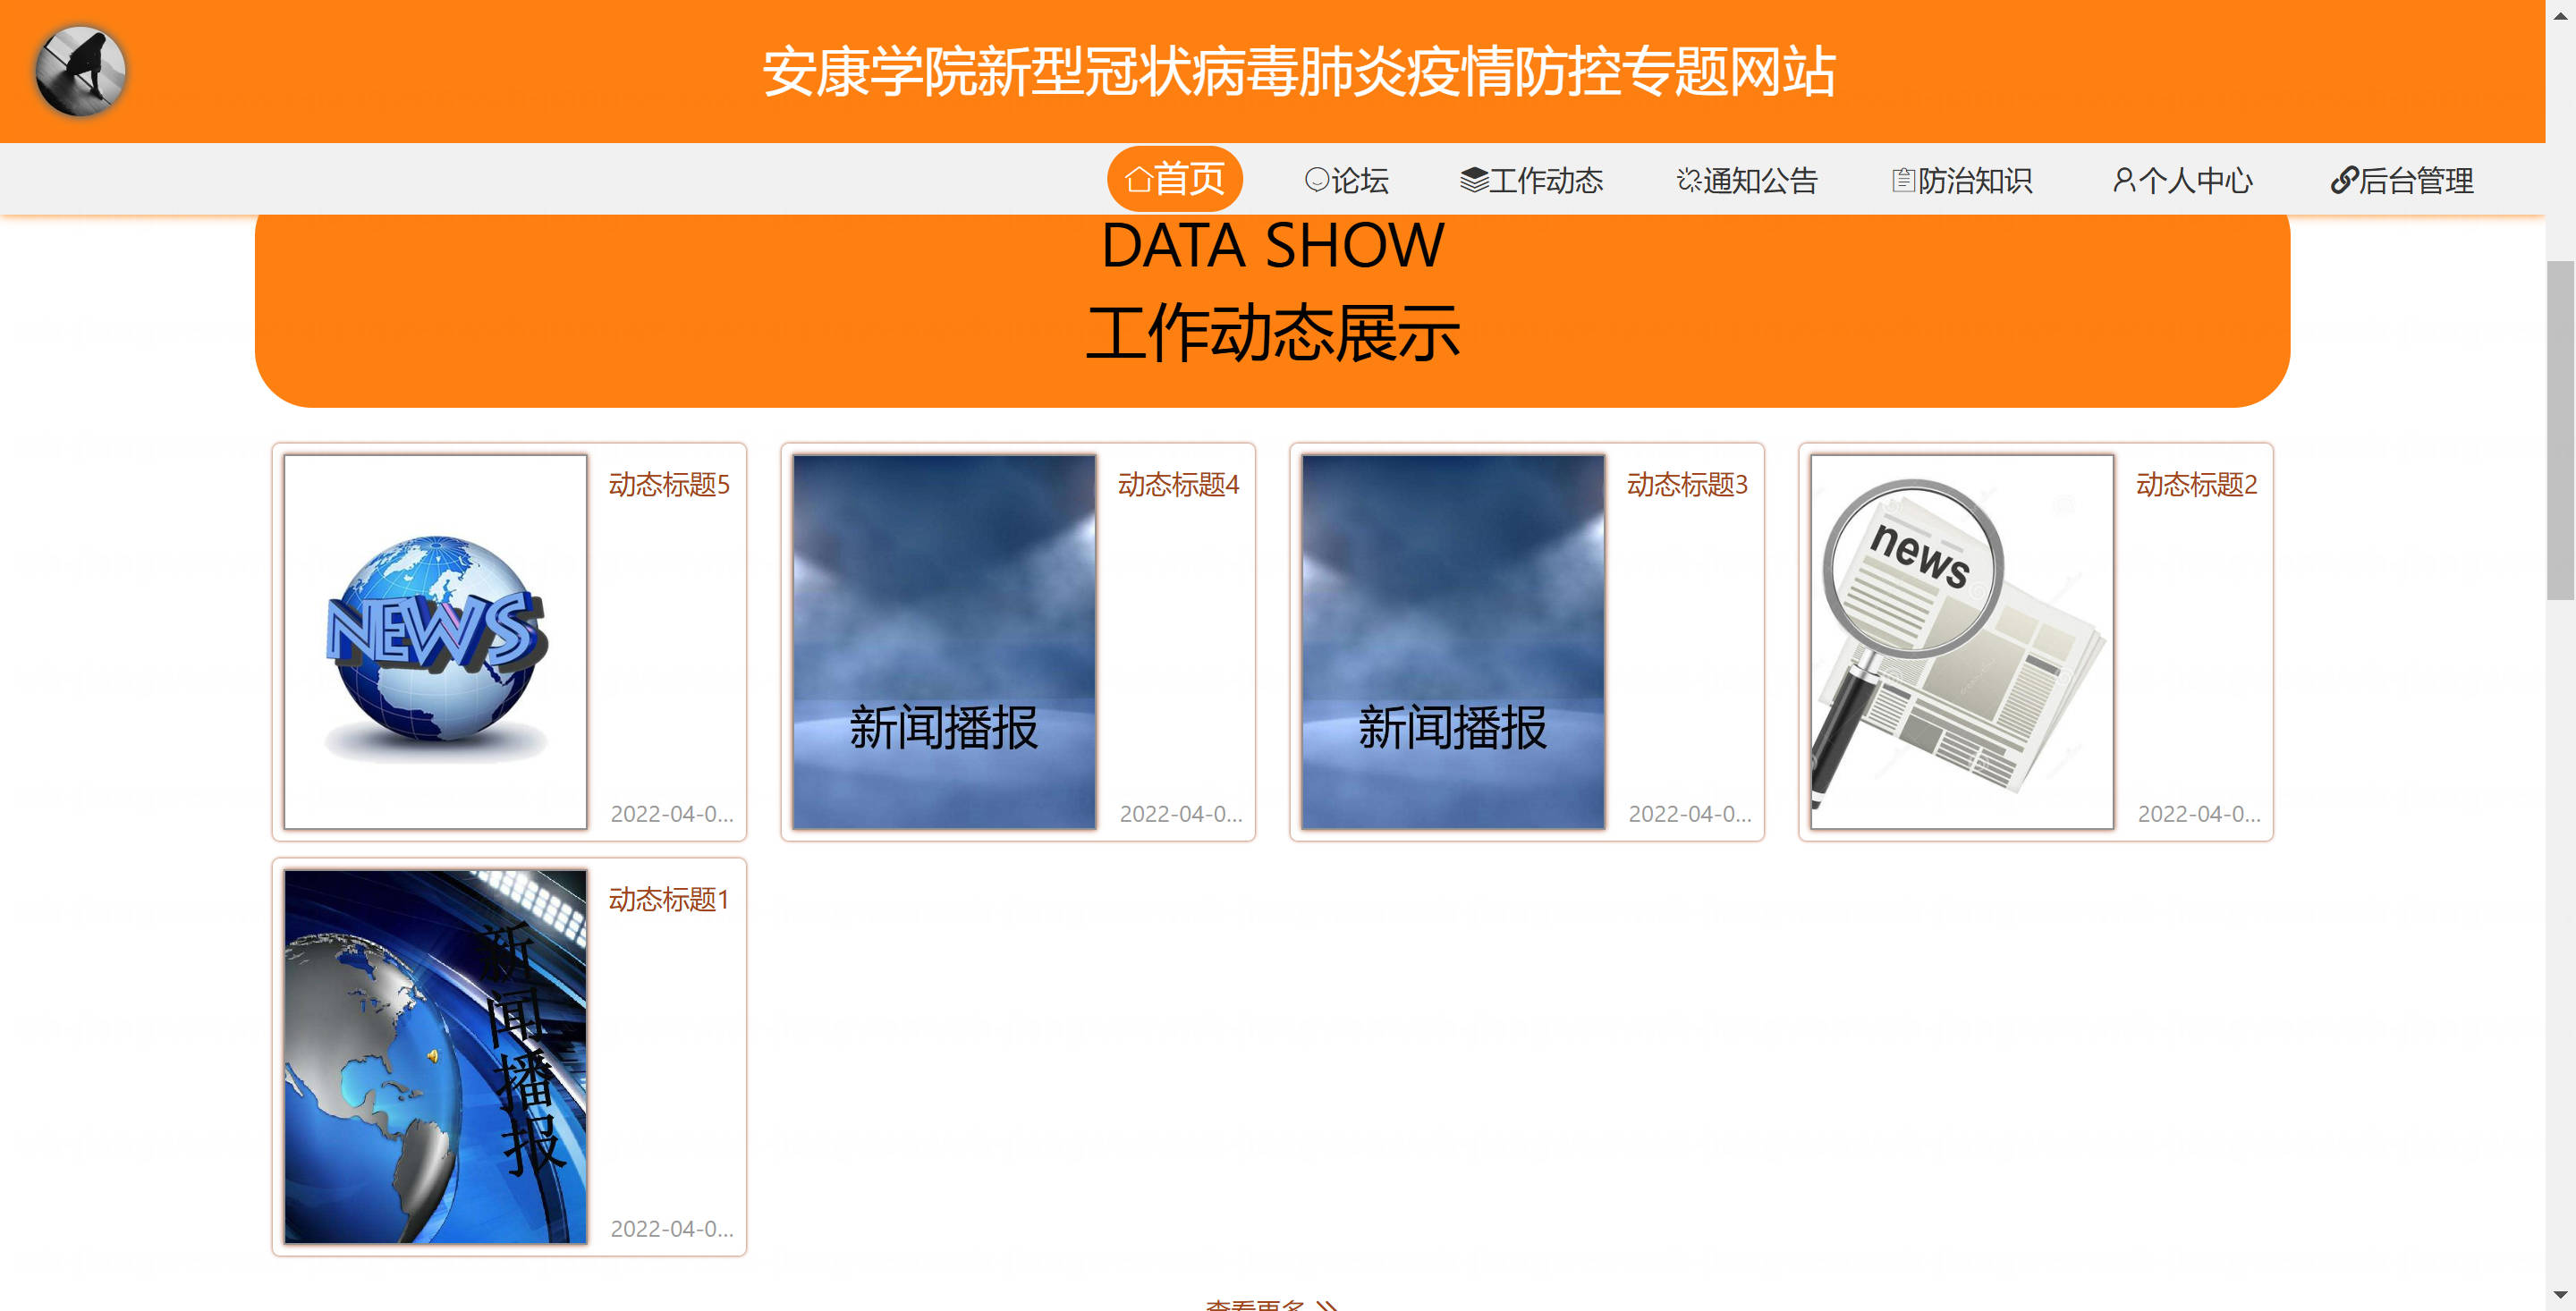 安康学院新型冠状病毒肺炎疫情防控专题网站
首页 论坛 工作动态 通知公告 防治知识 个人中心 后台管理
DATA SHOW
工作动态展示
NEWS
动态标题5
2022-04-0...
新闻播报
动态标题4
2022-04-0...
新闻播报
动态标题3
2022-04-0...
news
动态标题2
2022-04-0...
新闻播报
动态标题1
2022-04-0...
查看更多